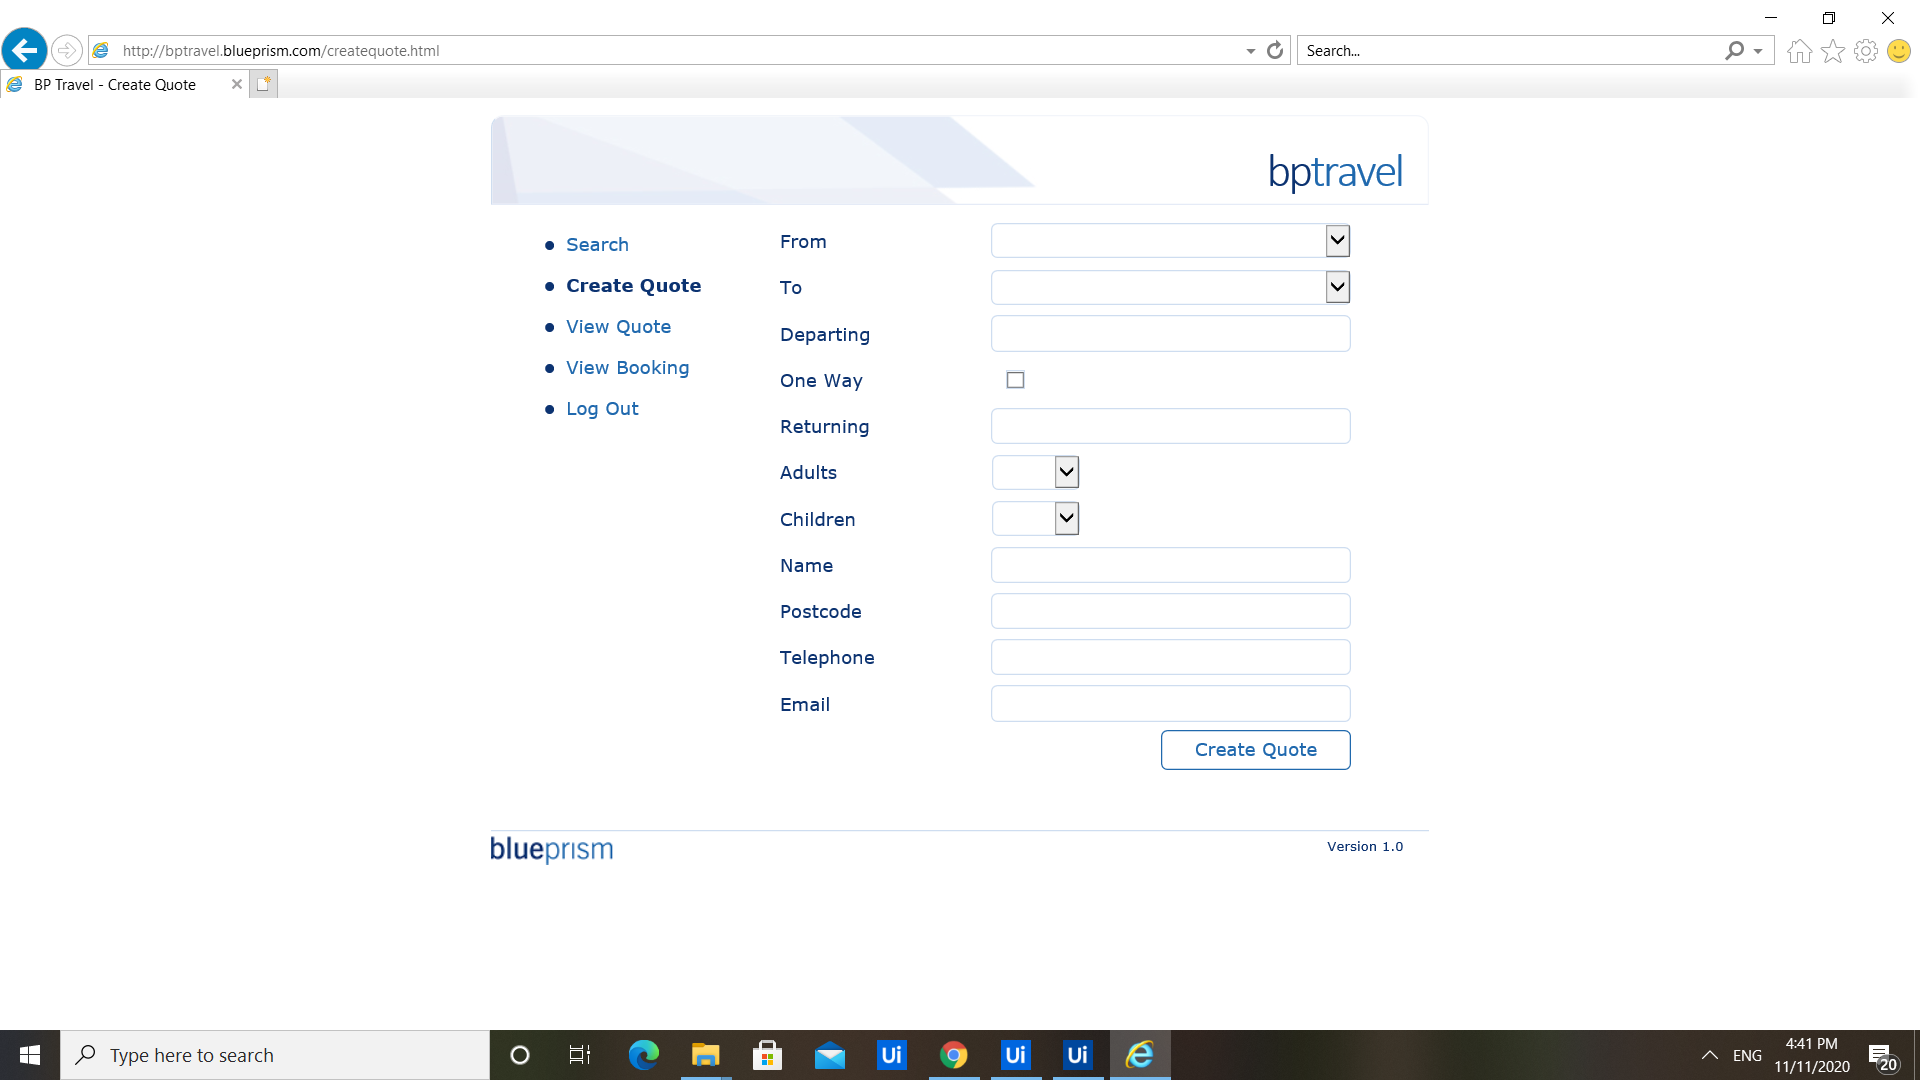 http://bptravel.blueprism.com/createquote.html
Search...
BP Travel - Create Quote
bptravel
Search
Create Quote
View Quote
View Booking
Log Out
From
To
Departing
One Way
Returning
Adults
Children
Name
Postcode
Telephone
Email
Create Quote
blueprism
Version 1.0
Type here to search
Ui
Ui
Ui
ENG
4:41 PM
11/11/2020
20